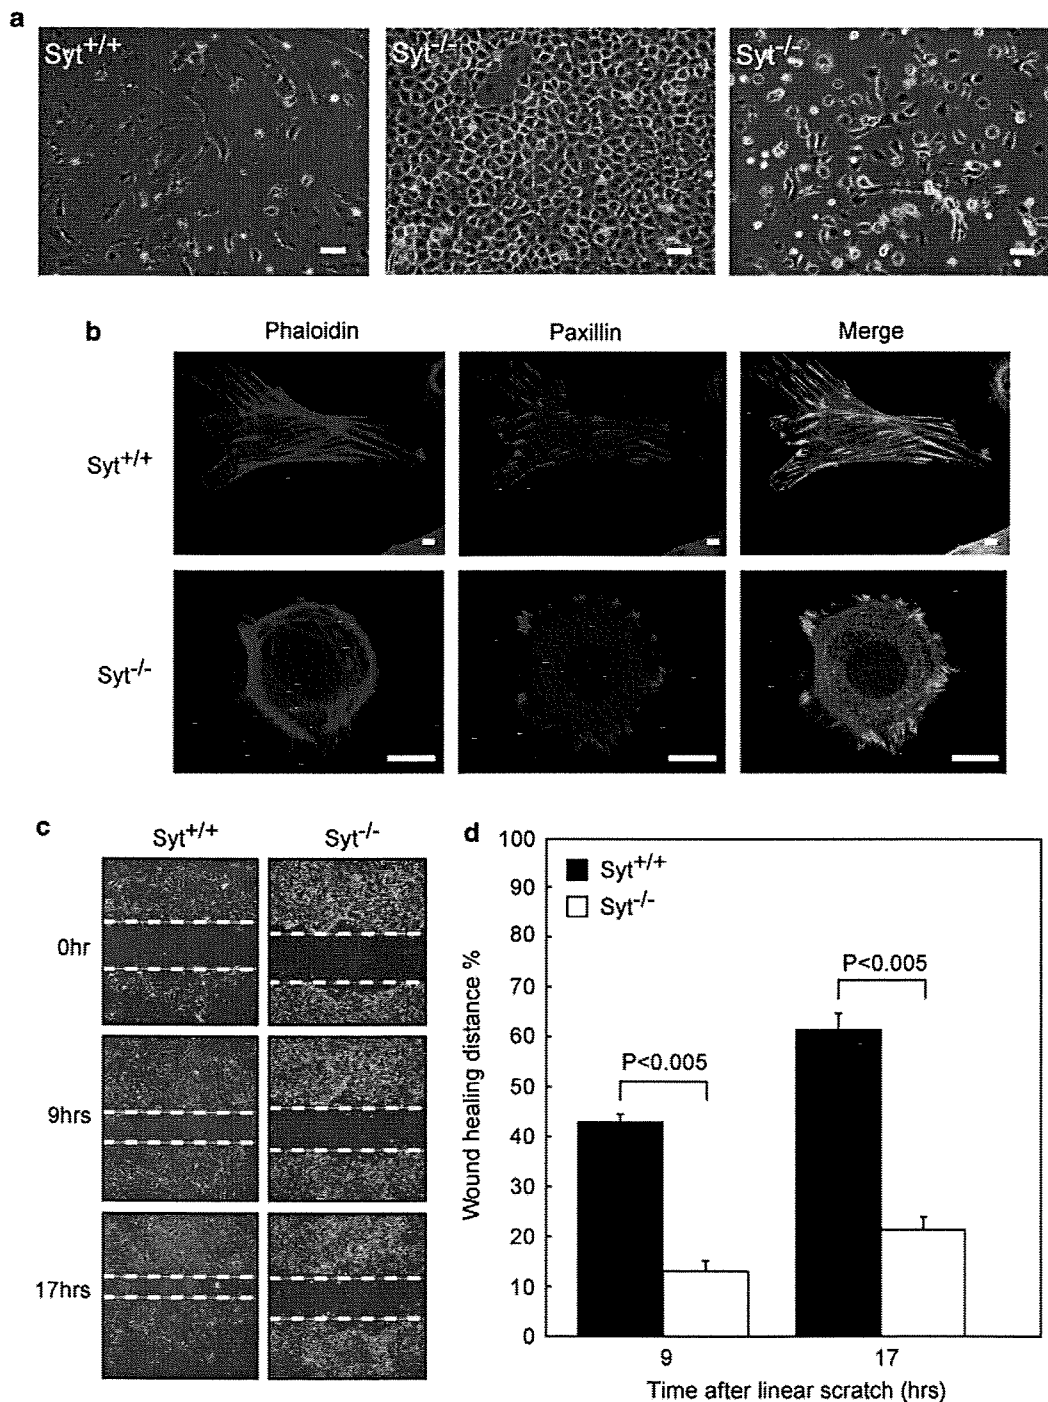 a
Syt+/+
Syt-/-
Syt-/-
b
Phaloidin Paxillin Merge
Syt+/+
Syt-/-
c
Syt+/+ Syt-/-
0hr
9hrs
17hrs
d
100
90
80
70
60
50
40
30
20
10
0
Wound healing distance %
Syt+/+
Syt-/-
P<0.005
P<0.005
9 17
Time after linear scratch (hrs)